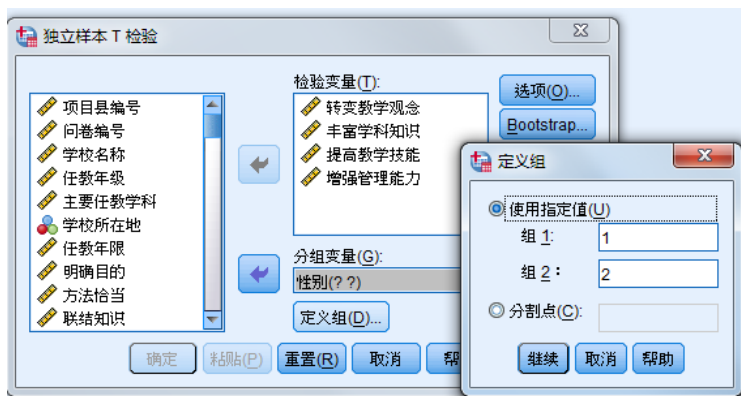 独立样本 T 检验
项目县编号
问卷编号
学校名称
任教年级
主要任教学科
学校所在地
任教年限
明确目的
方法恰当
联结知识
检验变量(T):
转变教学观念
丰富学科知识
提高教学技能
增强管理能力
分组变量(G):
性别(? ?)
定义组(D)...
选项(O)...
Bootstrap...
确定
粘贴(P)
重置(R)
取消
定义组
使用指定值(U)
组 1: 1
组 2： 2
分割点(C):
继续
取消
帮助